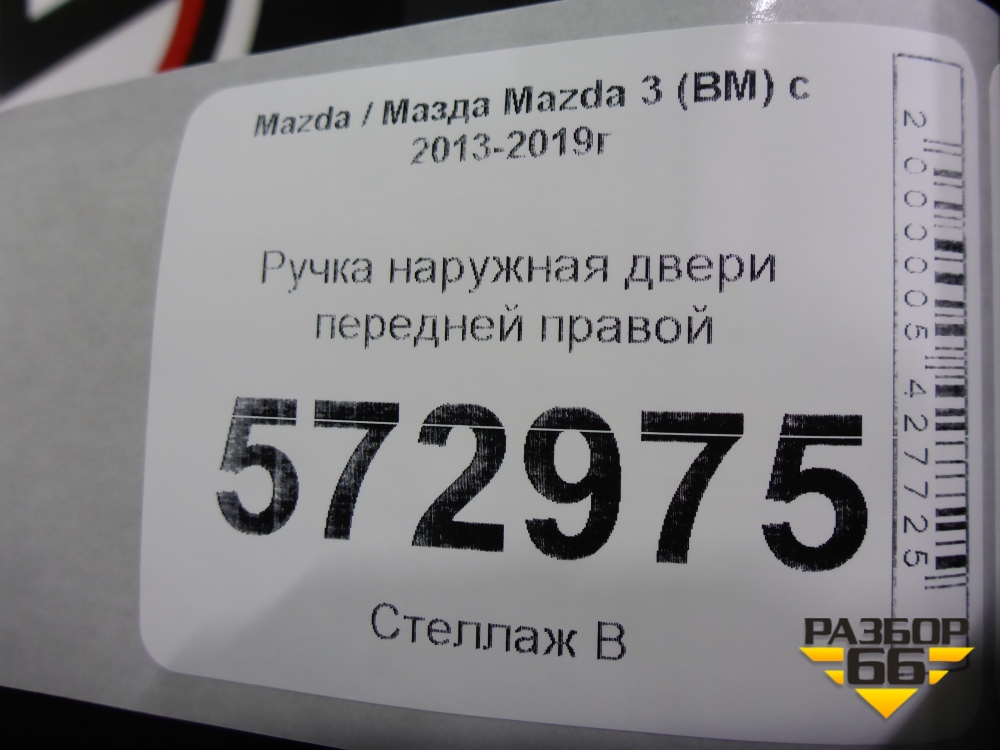 Mazda / Мазда Mazda 3 (BM) с
2013-2019г
Ручка наружная двери
передней правой
572975
Стеллаж В
2000005427725
РАЗБОР
66